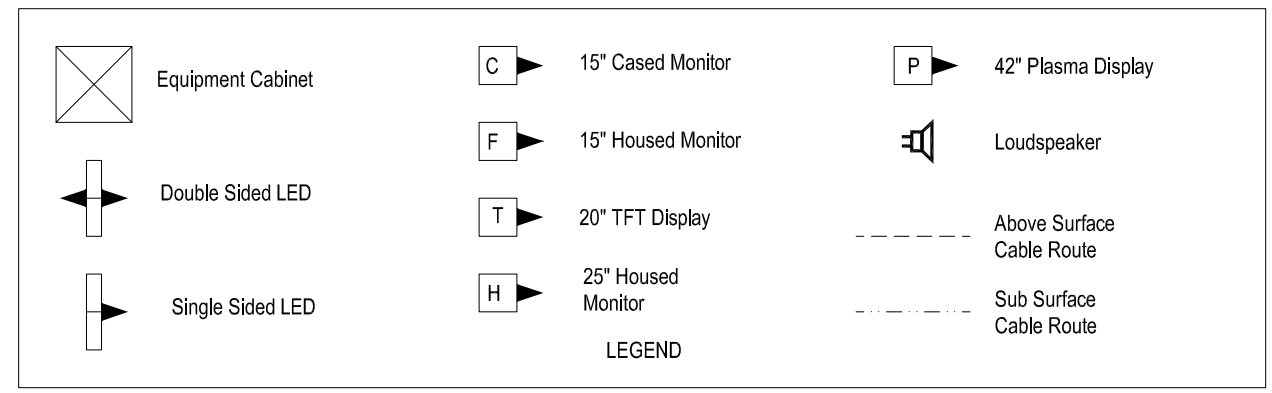 Equipment Cabinet
Double Sided LED
Single Sided LED
C 15" Cased Monitor
F 15" Housed Monitor
T 20" TFT Display
H 25" Housed
Monitor
P 42" Plasma Display
Loudspeaker
Above Surface
Cable Route
Sub Surface
Cable Route
LEGEND